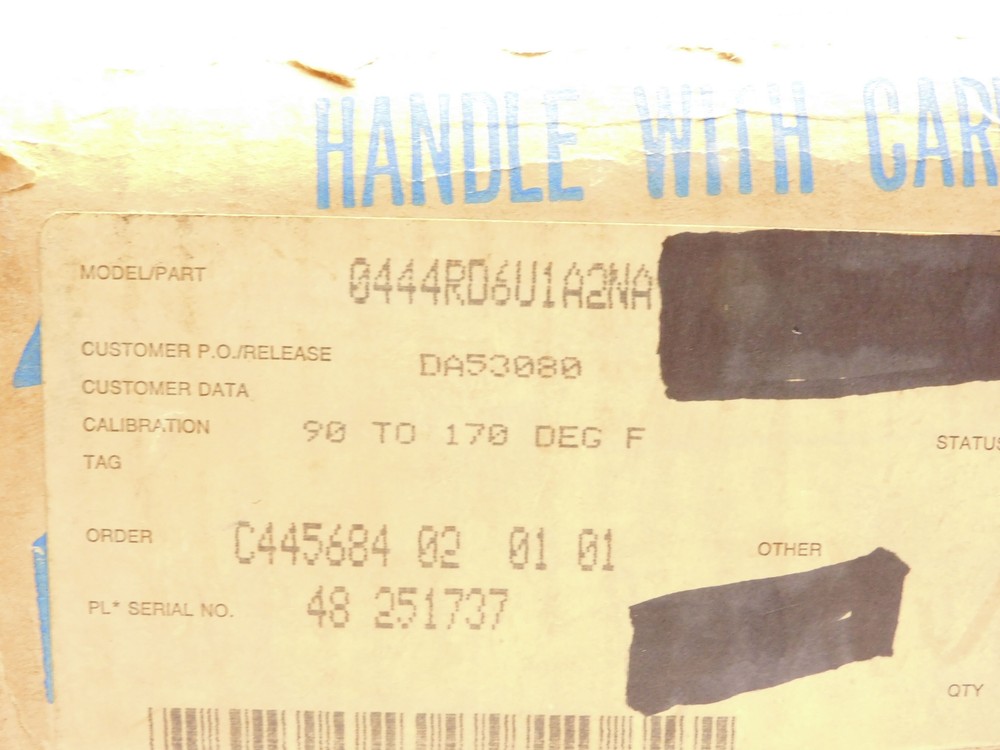 HANDLE WITH CAR
MODEL/PART 0444RD6U1A2NA
CUSTOMER P.O./RELEASE DA53080
CUSTOMER DATA
CALIBRATION 90 TO 170 DEG F
STATUS
TAG
ORDER C445684 02 01 01
OTHER
PL* SERIAL NO. 48 251737
QTY